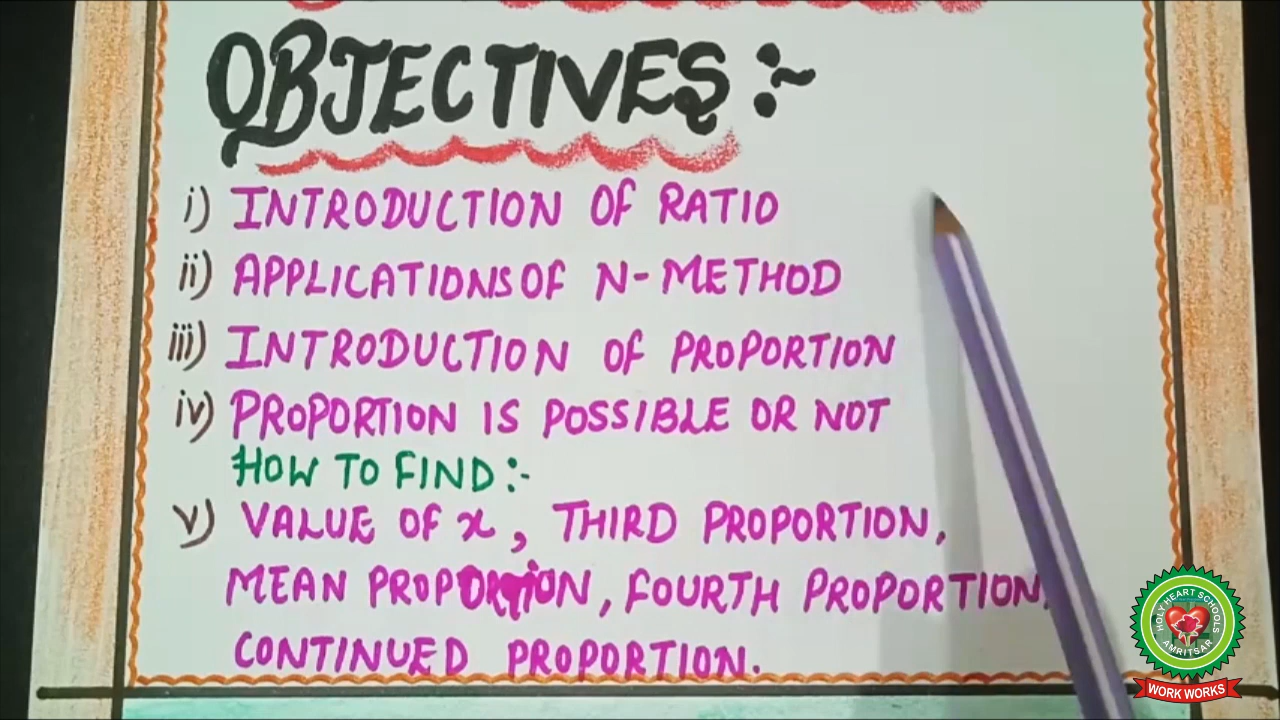 OBJECTIVES :~
i) INTRODUCTION OF RATIO
ii) APPLICATIONS OF N-METHOD
iii) INTRODUCTION OF PROPORTION
iv) PROPORTION IS POSSIBLE OR NOT
HOW TO FIND :-
v) VALUE OF x, THIRD PROPORTION,
MEAN PROPORTION, FOURTH PROPORTION,
CONTINUED PROPORTION.
HOLY HEART SCHOOLS
AMRITSAR
WORK WORKS